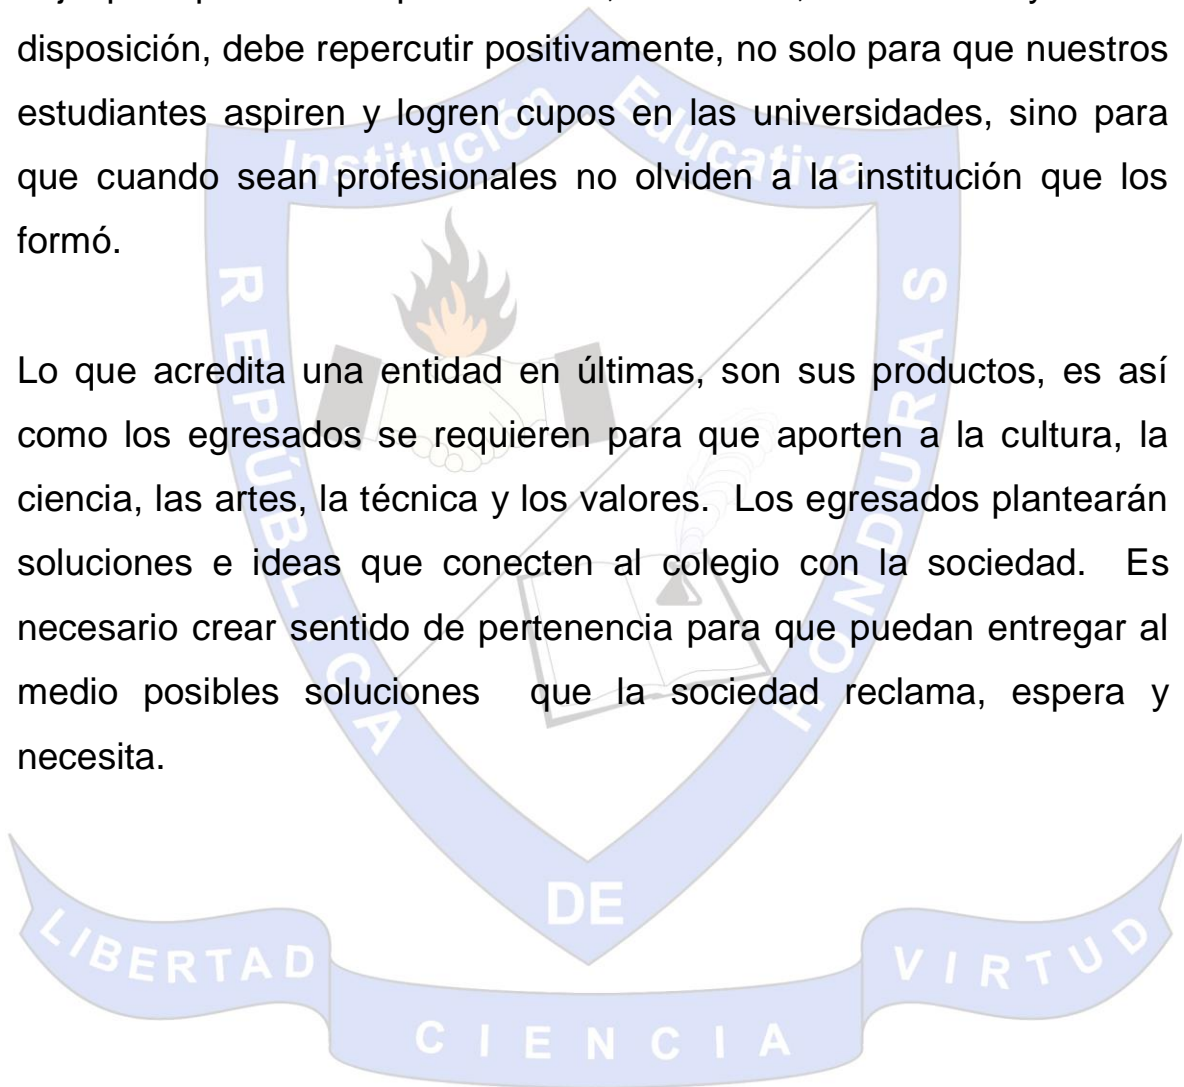 disposición, debe repercutir positivamente, no solo para que nuestros
estudiantes aspiren y logren cupos en las universidades, sino para
que cuando sean profesionales no olviden a la institución que los
formó.
Lo que acredita una entidad en últimas, son sus productos, es así
como los egresados se requieren para que aporten a la cultura, la
ciencia, las artes, la técnica y los valores.  Los egresados plantearán
soluciones e ideas que conecten al colegio con la sociedad.  Es
necesario crear sentido de pertenencia para que puedan entregar al
medio posibles soluciones  que la sociedad reclama, espera y
necesita.
Institución Educativa
REPÚBLICA
DE
HONDURAS
LIBERTAD
CIENCIA
VIRTUD